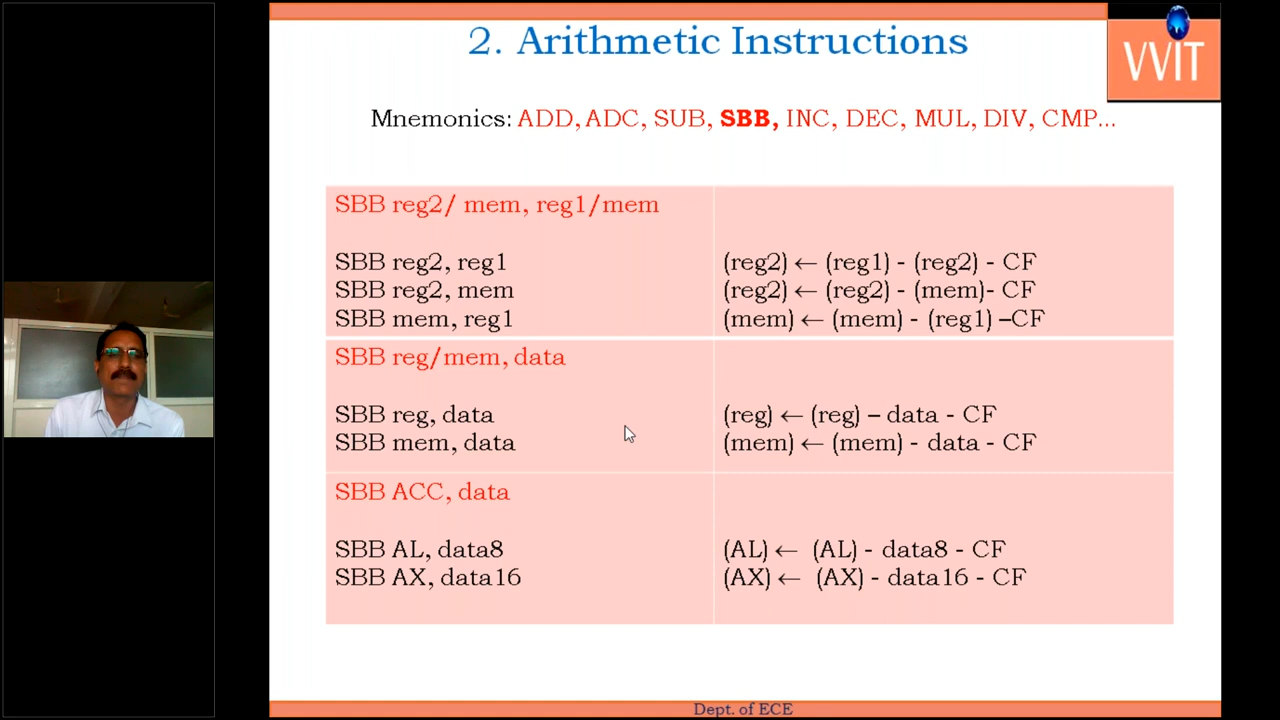 2. Arithmetic Instructions
VVIT
Mnemonics: ADD, ADC, SUB, SBB, INC, DEC, MUL, DIV, CMP...
SBB reg2/ mem, reg1/mem
SBB reg2, reg1 (reg2) ← (reg1) - (reg2) - CF
SBB reg2, mem (reg2) ← (reg2) - (mem)- CF
SBB mem, reg1 (mem) ← (mem) - (reg1) –CF
SBB reg/mem, data
SBB reg, data (reg) ← (reg) – data - CF
SBB mem, data (mem) ← (mem) - data - CF
SBB ACC, data
SBB AL, data8 (AL) ← (AL) - data8 - CF
SBB AX, data16 (AX) ← (AX) - data16 - CF
Dept. of ECE